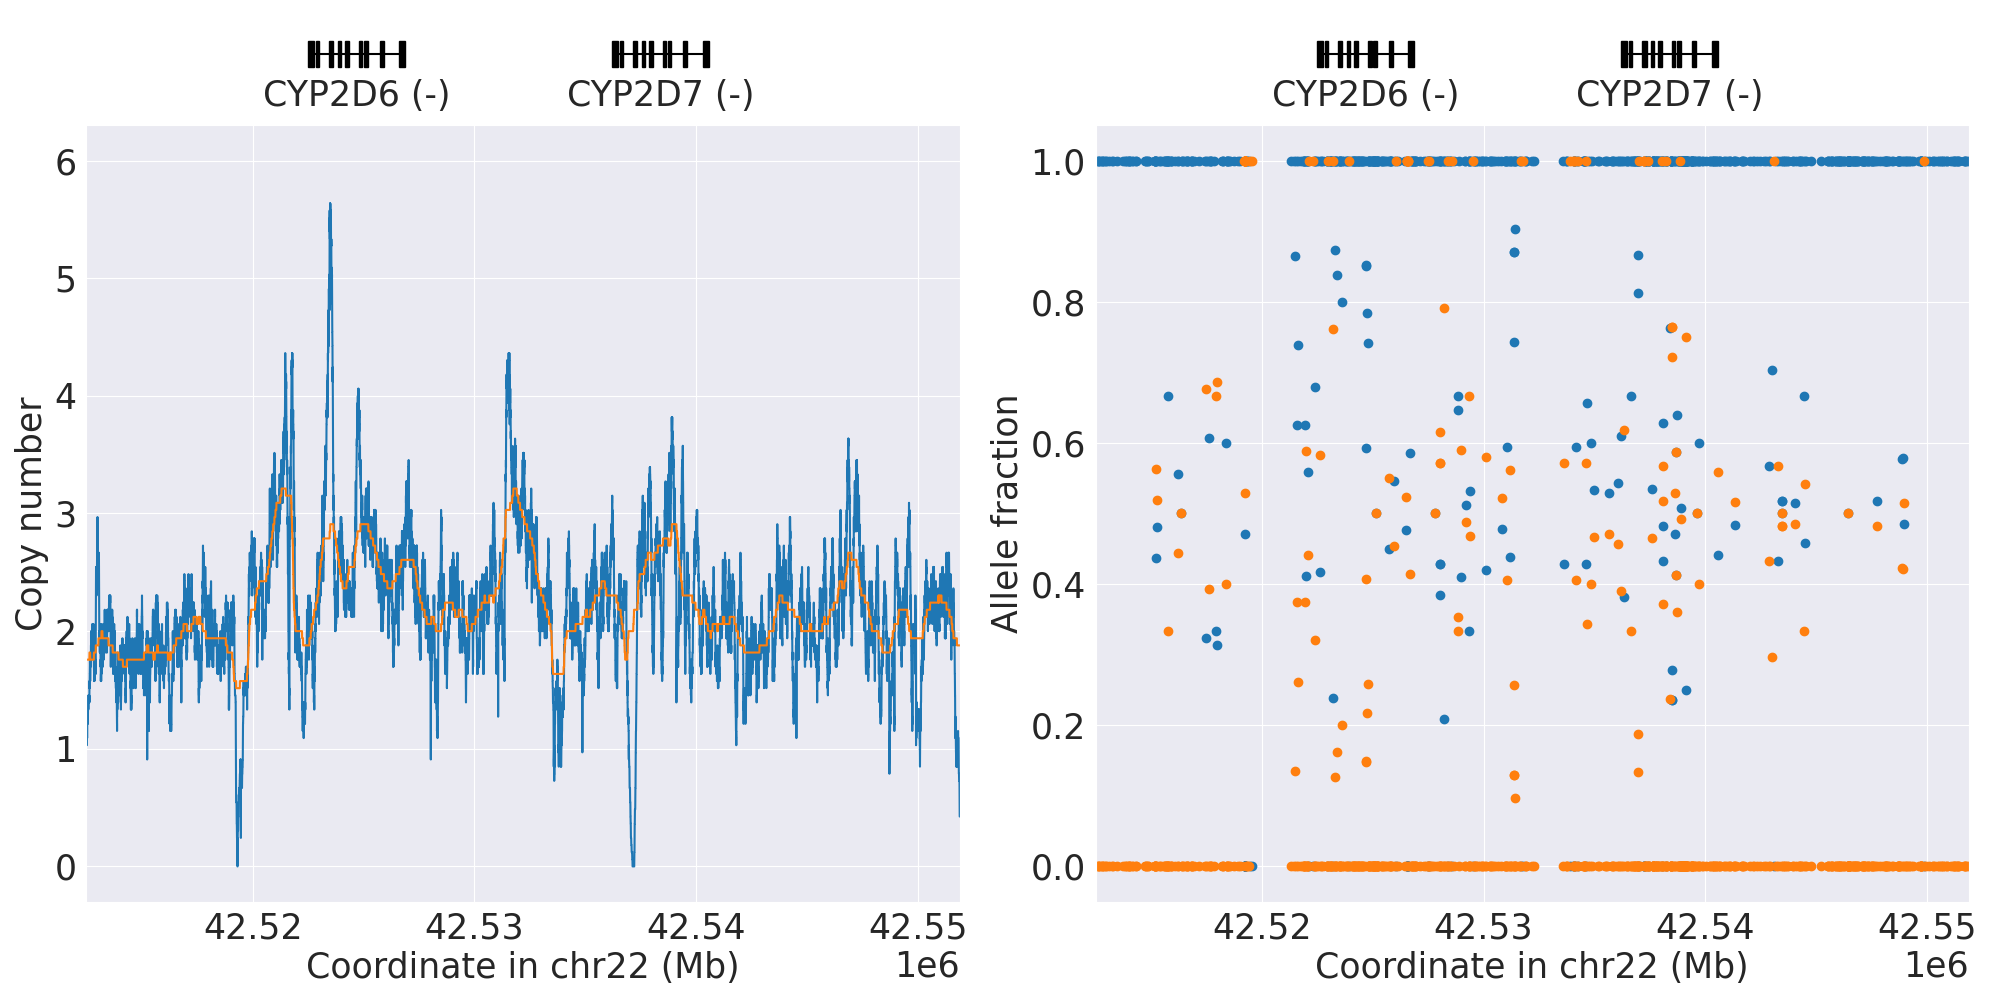 CYP2D6 (-)
CYP2D7 (-)
Copy number
6
5
4
3
2
1
0
42.52
42.53
42.54
42.55
Coordinate in chr22 (Mb)
1e6
CYP2D6 (-)
CYP2D7 (-)
Allele fraction
1.0
0.8
0.6
0.4
0.2
0.0
42.52
42.53
42.54
42.55
Coordinate in chr22 (Mb)
1e6